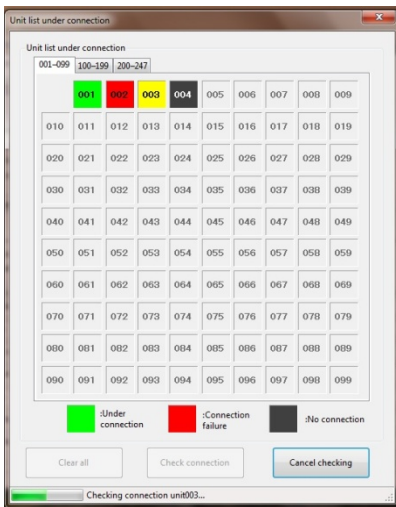 Unit list under connection
Unit list under connection
001-099 100-199 200-247
001 002 003 004 005 006 007 008 009
010 011 012 013 014 015 016 017 018 019
020 021 022 023 024 025 026 027 028 029
030 031 032 033 034 035 036 037 038 039
040 041 042 043 044 045 046 047 048 049
050 051 052 053 054 055 056 057 058 059
060 061 062 063 064 065 066 067 068 069
070 071 072 073 074 075 076 077 078 079
080 081 082 083 084 085 086 087 088 089
090 091 092 093 094 095 096 097 098 099
:Under
connection
:Connection
failure
:No connection
Clear all Check connection Cancel checking
Checking connection unit003...